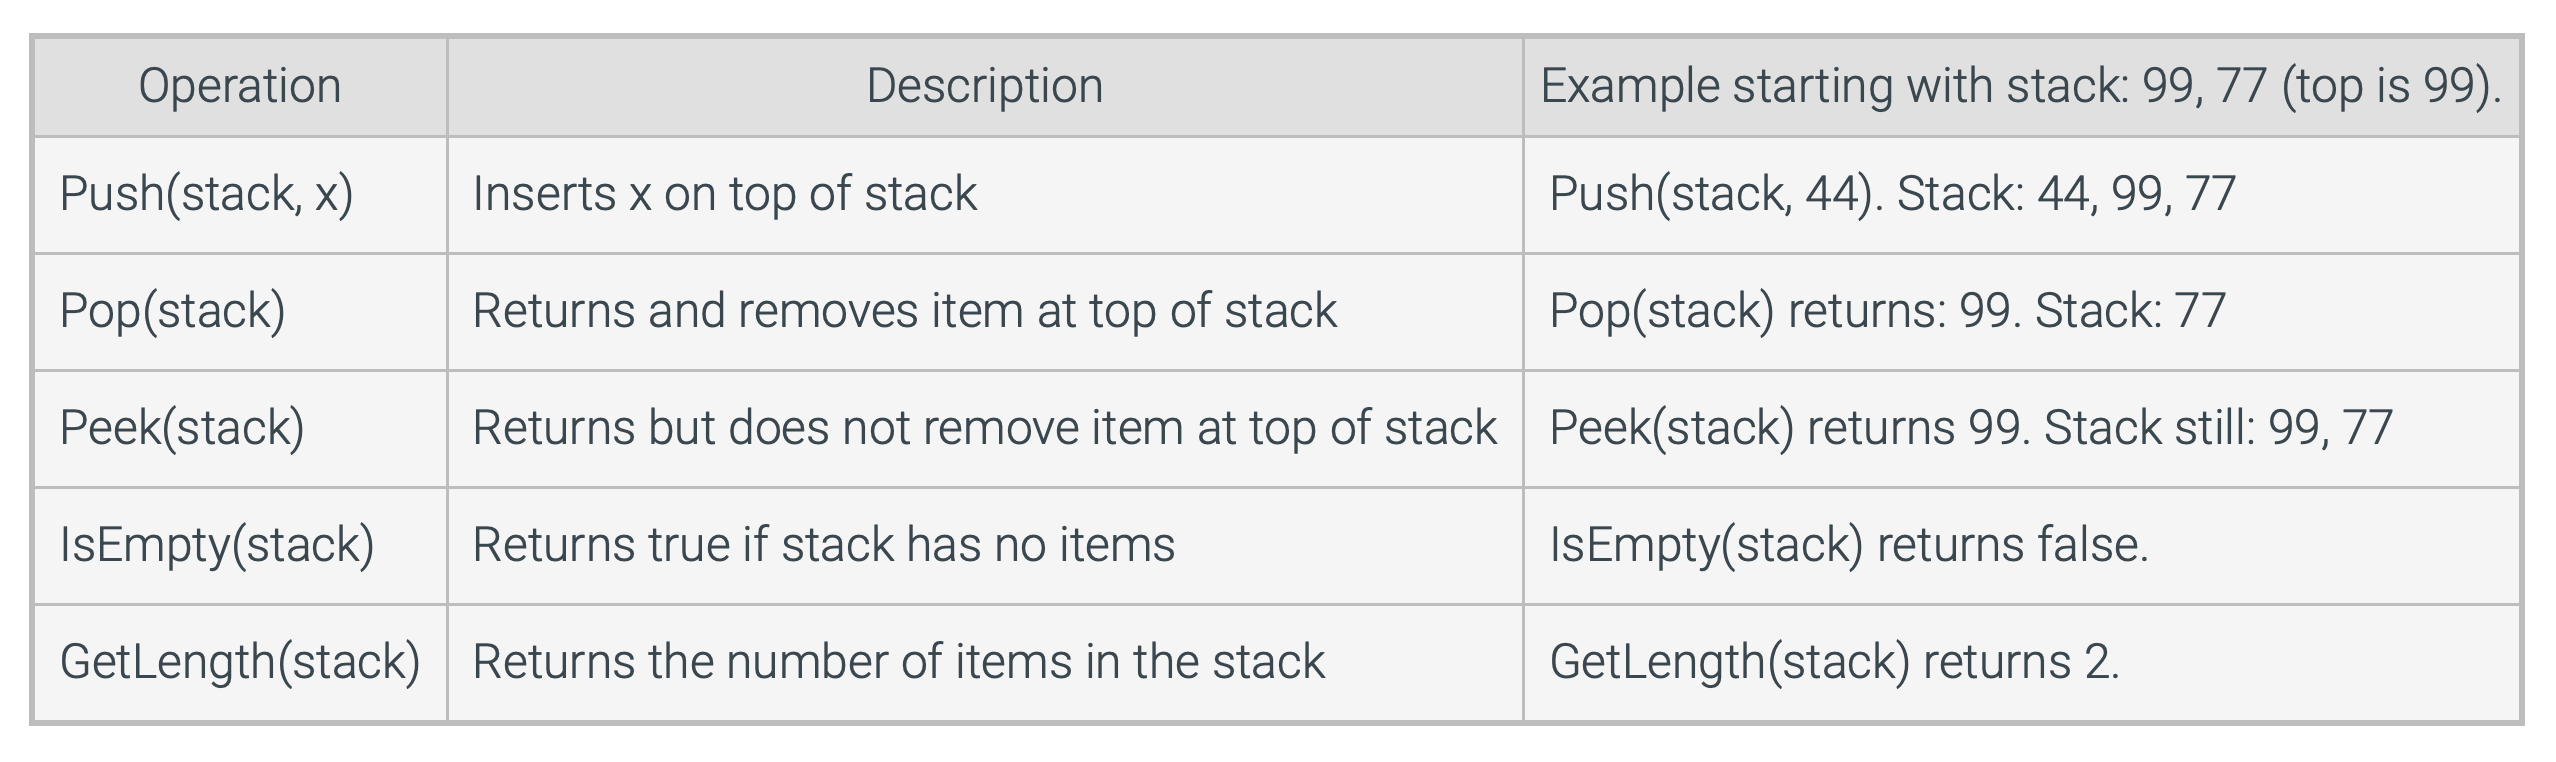 Operation Description Example starting with stack: 99, 77 (top is 99).
Push(stack, x) Inserts x on top of stack Push(stack, 44). Stack: 44, 99, 77
Pop(stack) Returns and removes item at top of stack Pop(stack) returns: 99. Stack: 77
Peek(stack) Returns but does not remove item at top of stack Peek(stack) returns 99. Stack still: 99, 77
IsEmpty(stack) Returns true if stack has no items IsEmpty(stack) returns false.
GetLength(stack) Returns the number of items in the stack GetLength(stack) returns 2.